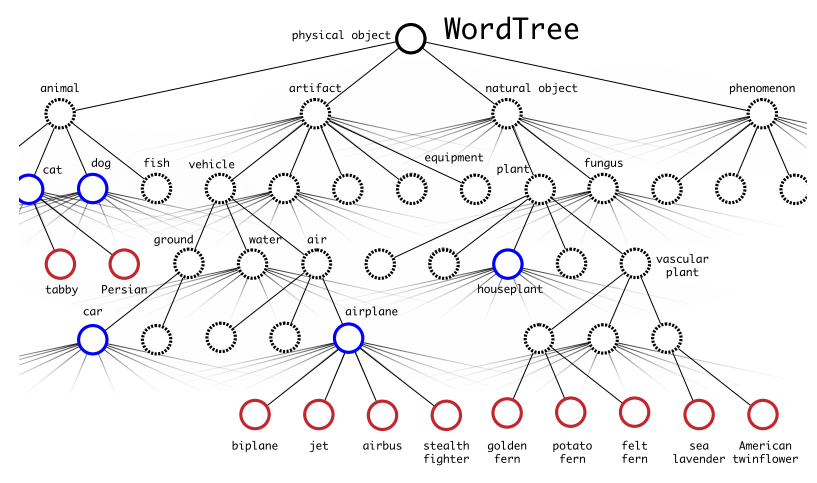 WordTree
physical object
animal
artifact
natural object
phenomenon
cat
dog
fish
vehicle
equipment
plant
fungus
ground
water
air
tabby
Persian
houseplant
vascular
plant
car
airplane
biplane
jet
airbus
stealth
fighter
golden
fern
potato
fern
felt
fern
sea
lavender
American
twinflower